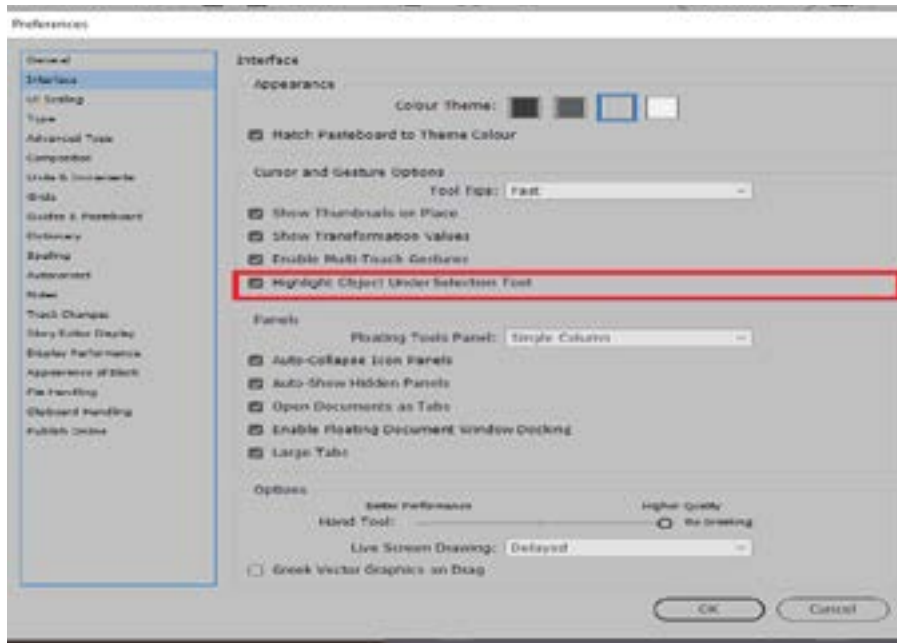 Preferences
General
Interface
UI Scaling
Type
Advanced Type
Composition
Units & Increments
Grids
Guides & Pasteboard
Dictionary
Spelling
Autocorrect
Notes
Track Changes
Story Editor Display
Display Performance
Appearance of Black
File Handling
Clipboard Handling
Publish Online
Interface
Appearance
Colour Theme:
Match Pasteboard to Theme Colour
Cursor and Gesture Options
Tool Tips: Fast
Show Thumbnails on Place
Show Transformation Values
Enable Multi-Touch Gestures
Highlight Object Under Selection Tool
Panels
Floating Tools Panel: Single Column
Auto-Collapse Icon Panels
Auto-Show Hidden Panels
Open Documents as Tabs
Enable Floating Document Window Docking
Large Tabs
Options
Better Performance Higher Quality
Hand Tool: No Greeking
Live Screen Drawing: Delayed
Greek Vector Graphics on Drag
OK Cancel